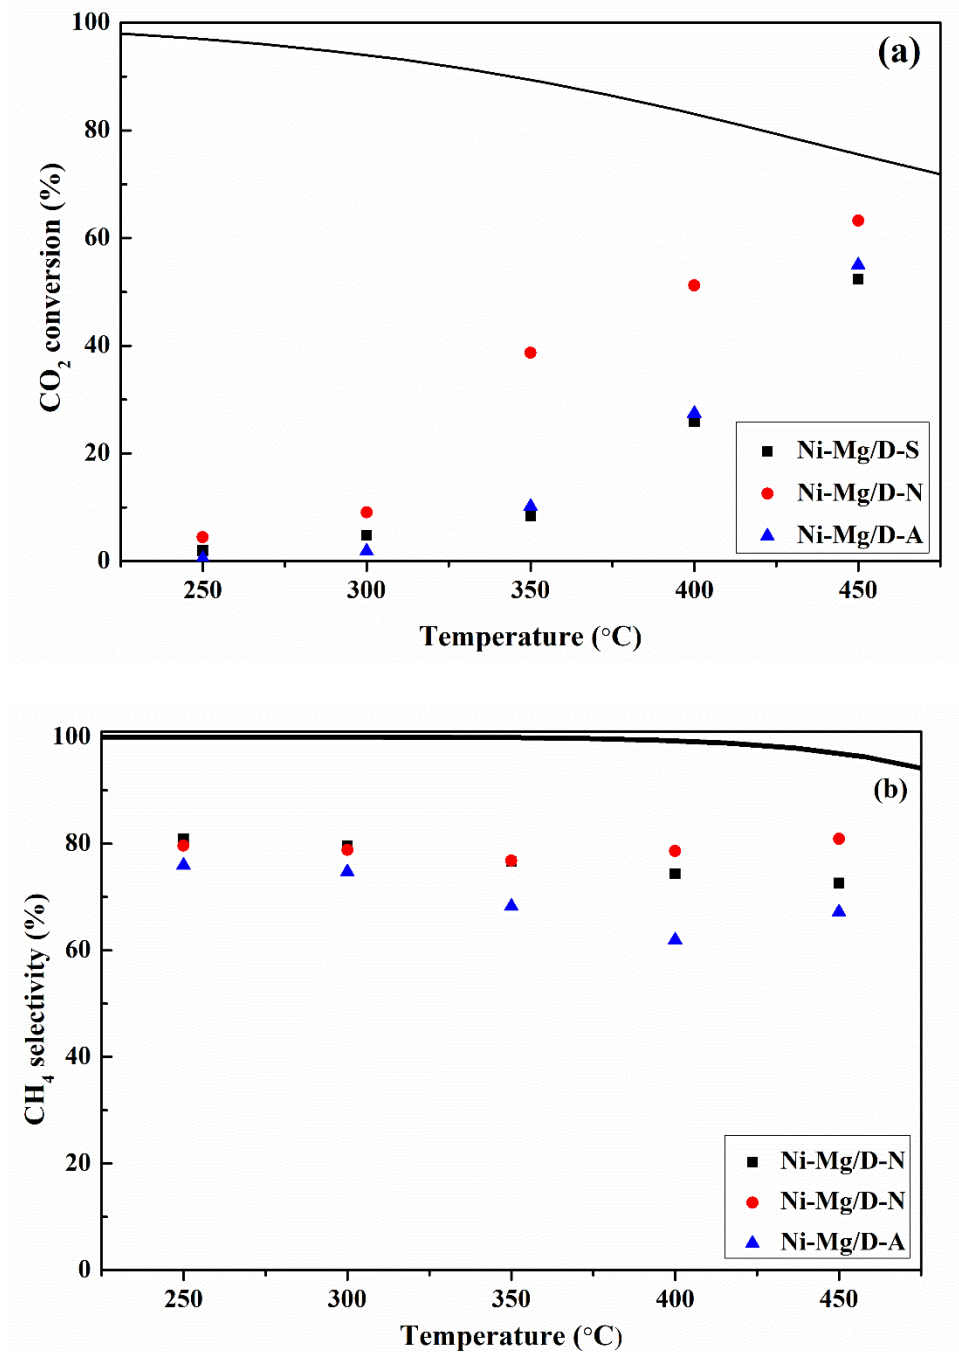 (a)
CO₂ conversion (%)
100
80
60
40
20
0
Ni-Mg/D-S
Ni-Mg/D-N
Ni-Mg/D-A
250 300 350 400 450
Temperature (°C)
(b)
CH₄ selectivity (%)
100
80
60
40
20
0
Ni-Mg/D-N
Ni-Mg/D-N
Ni-Mg/D-A
250 300 350 400 450
Temperature (°C)